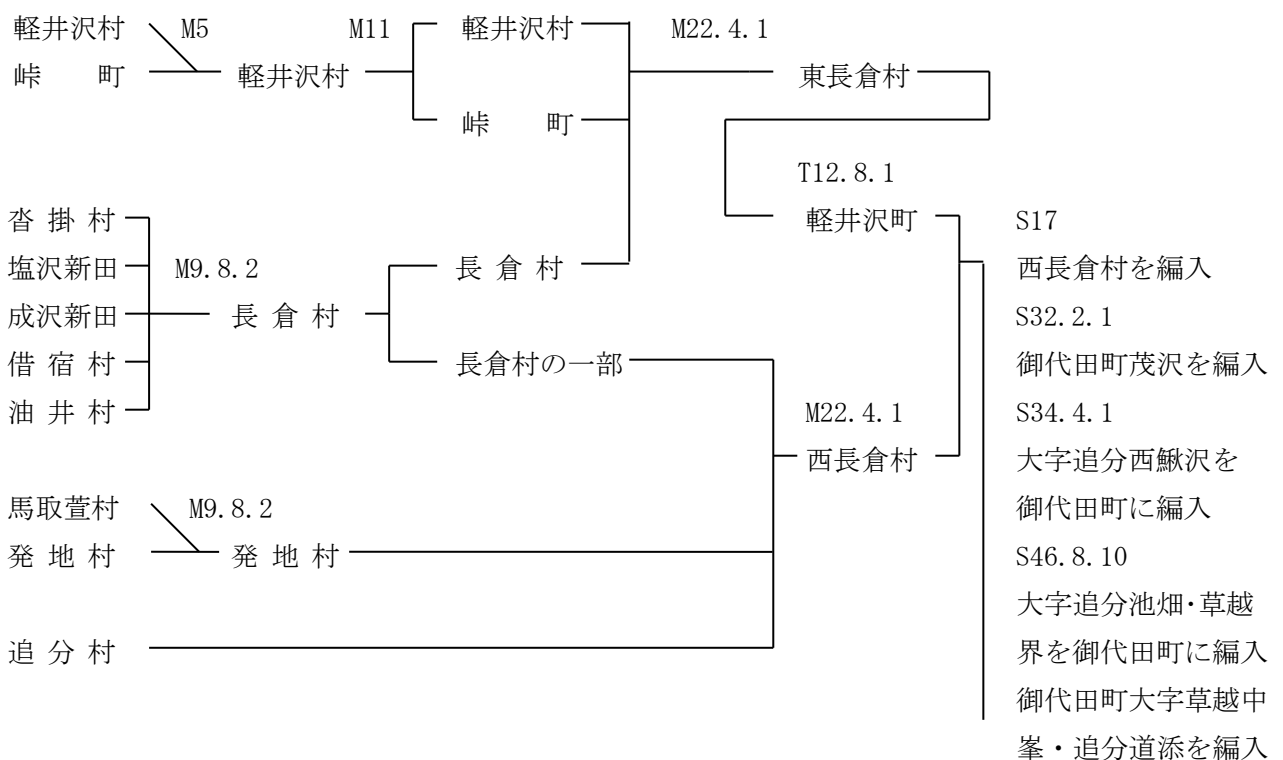 軽井沢村 M5 M11 軽井沢村 M22.4.1
峠 町 軽井沢村 東長倉村
峠 町
T12.8.1
沓掛村 軽井沢町 S17
塩沢新田 M9.8.2 長倉村 西長倉村を編入
成沢新田 長倉村 S32.2.1
借宿村 長倉村の一部 御代田町茂沢を編入
油井村 M22.4.1 S34.4.1
西長倉村 大字追分西鰍沢を
馬取萱村 M9.8.2 御代田町に編入
発地村 発地村 S46.8.10
大字追分池畑・草越
追分村 界を御代田町に編入
御代田町大字草越中
峯・追分道添を編入